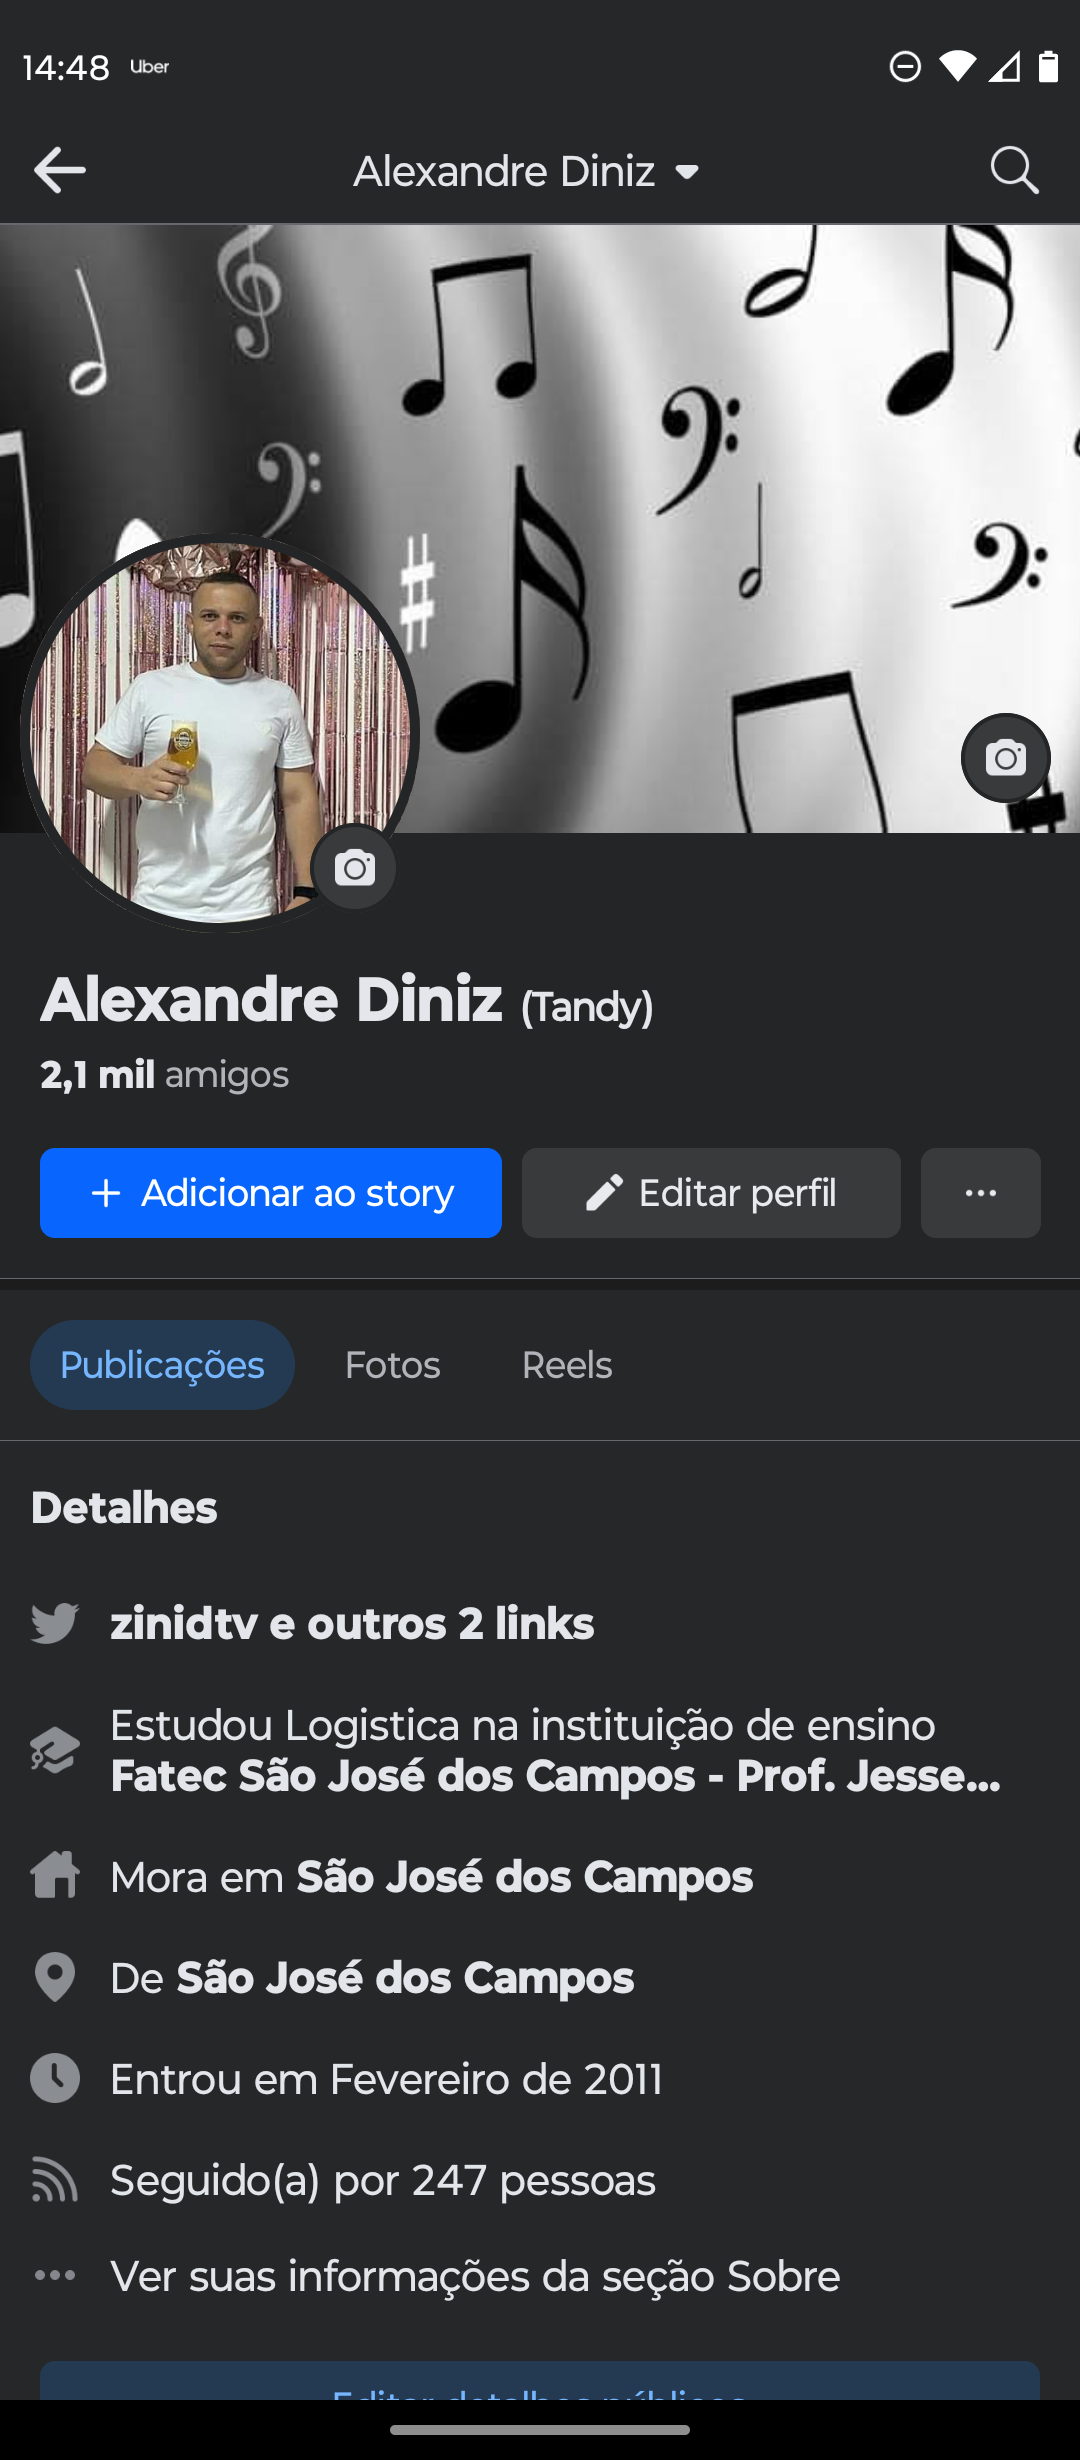 14:48 Uber
Alexandre Diniz
Alexandre Diniz (Tandy)
2,1 mil amigos
Adicionar ao story
Editar perfil
Publicações
Fotos
Reels
Detalhes
zinidtv e outros 2 links
Estudou Logistica na instituição de ensino
Fatec São José dos Campos - Prof. Jesse...
Mora em São José dos Campos
De São José dos Campos
Entrou em Fevereiro de 2011
Seguido(a) por 247 pessoas
Ver suas informações da seção Sobre
Editar detalhes públicos